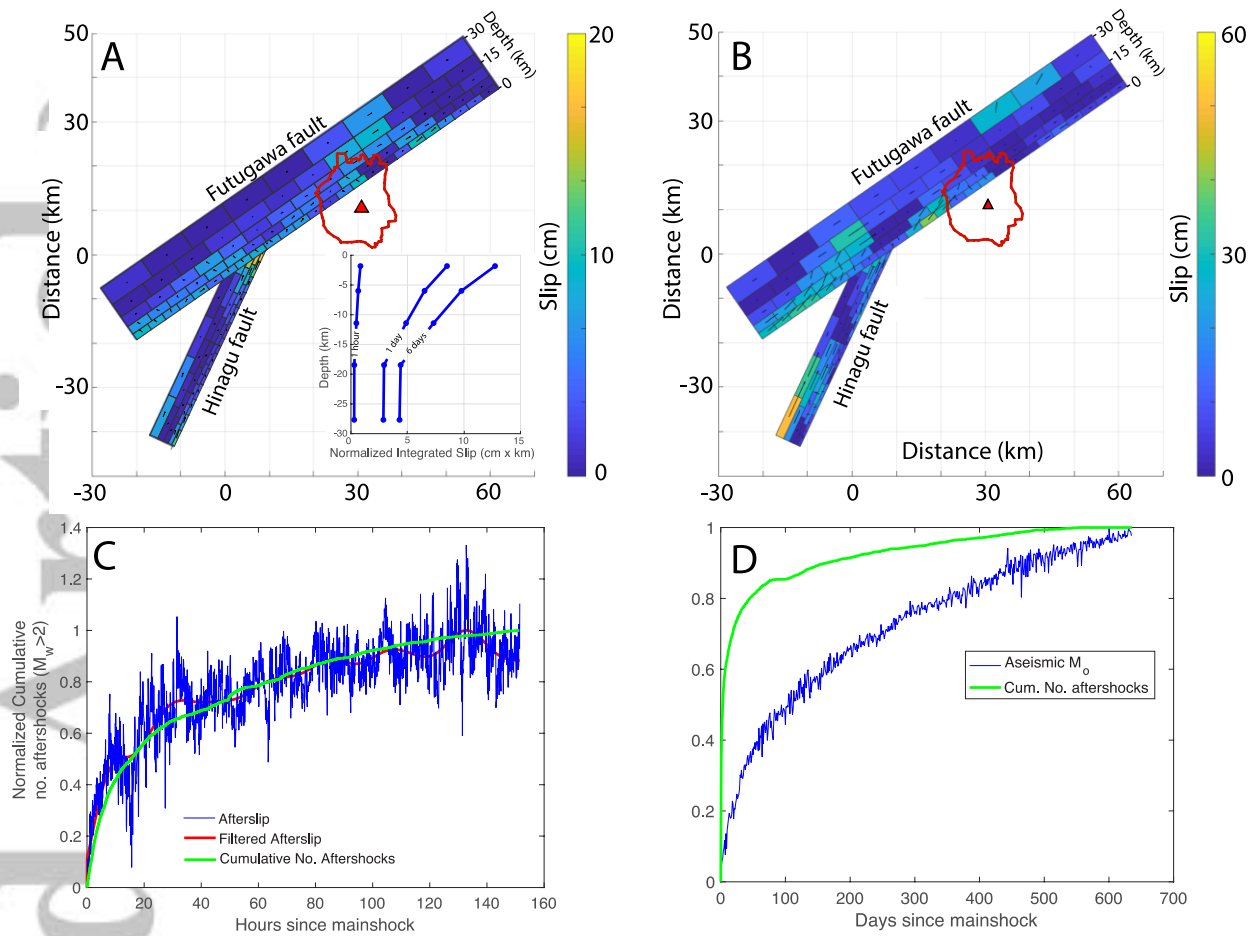 A
50
30
0
-30
Distance (km)
-30
0
30
60
Futugawa fault
Hinagu fault
30
15
0
Depth (km)
20
10
0
Slip (cm)
0
-5
-10
-15
-20
-25
-30
Depth (km)
1 hour
1 day
6 days
0
5
10
15
Normalized Integrated Slip (cm x km)
B
50
30
0
-30
Distance (km)
-30
0
30
60
Distance (km)
Futugawa fault
Hinagu fault
30
15
0
Depth (km)
60
30
0
Slip (cm)
C
1.4
1.2
1
0.8
0.6
0.4
0.2
0
Normalized Cumulative
no. aftershocks (Mw>2)
Afterslip
Filtered Afterslip
Cumulative No. Aftershocks
0
20
40
60
80
100
120
140
160
Hours since mainshock
D
1
0.8
0.6
0.4
0.2
0
Aseismic Mo
Cum. No. aftershocks
0
100
200
300
400
500
600
700
Days since mainshock